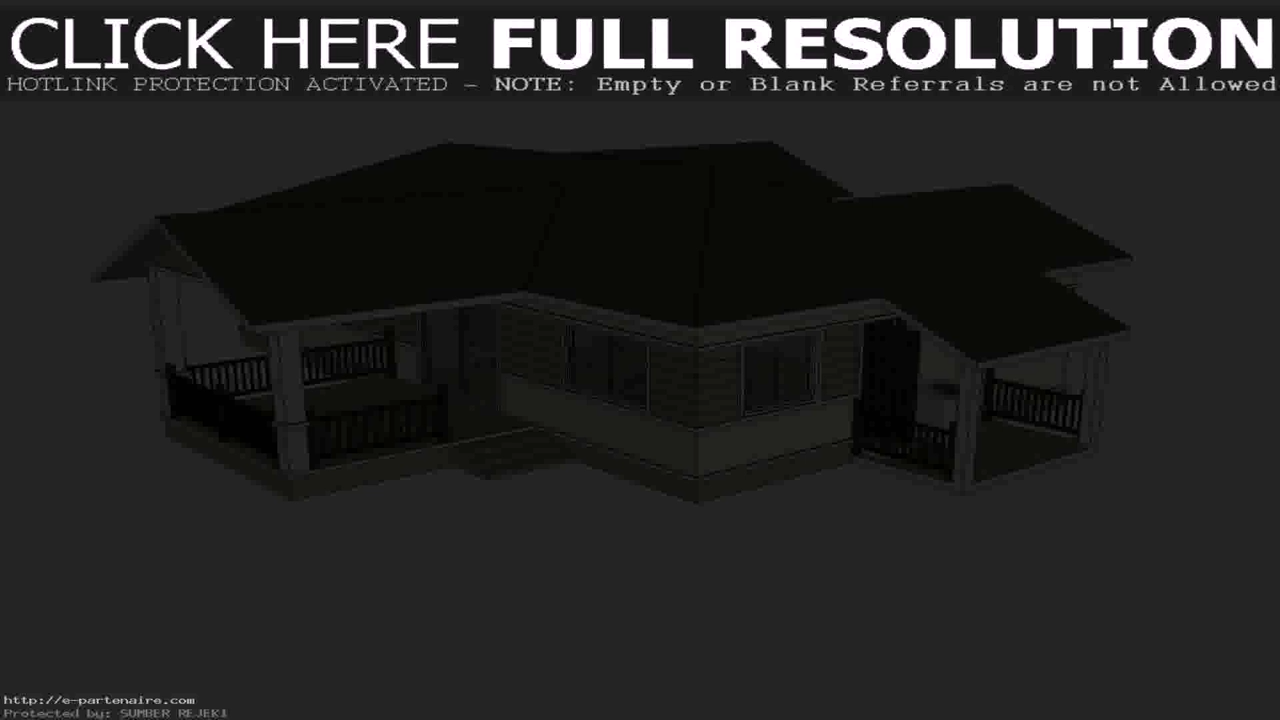 CLICK HERE FULL RESOLUTION
HOTLINK PROTECTION ACTIVATED - NOTE: Empty or Blank Referrals are not Allowed
http://e-partenaire.com
Protected by: SUMBER REJEKI